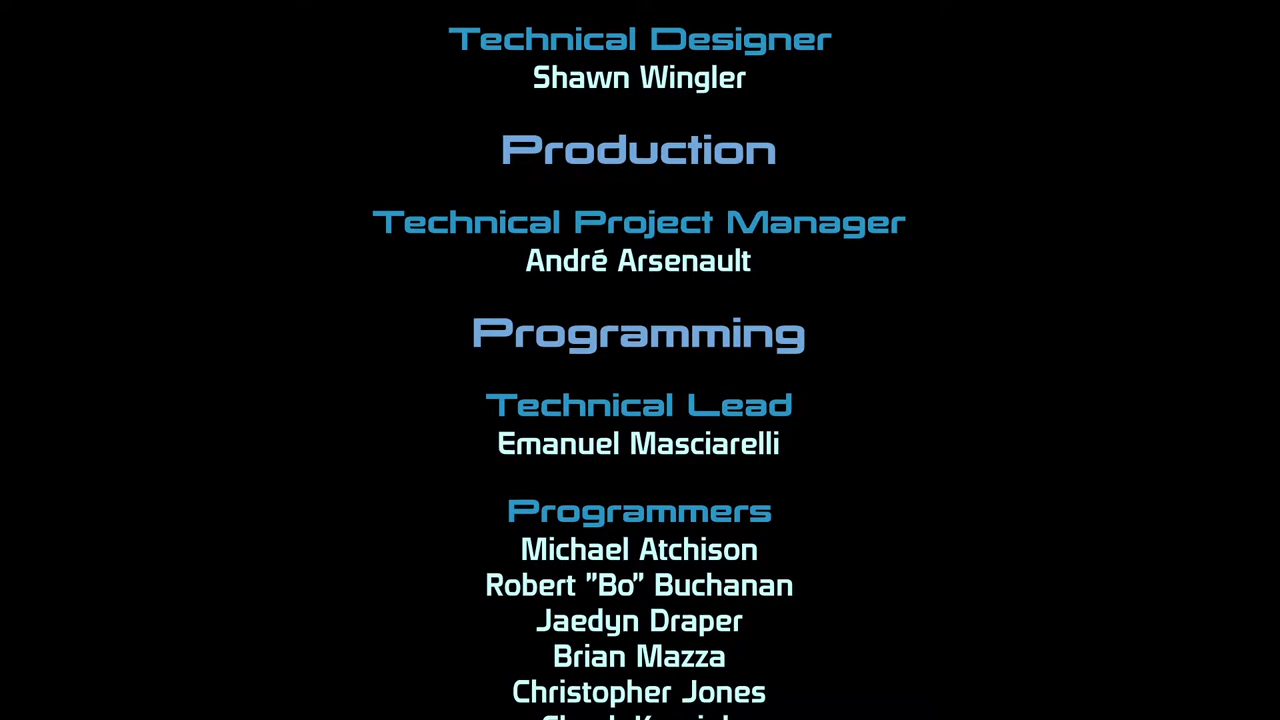 Technical Designer
Shawn Wingler
Production
Technical Project Manager
André Arsenault
Programming
Technical Lead
Emanuel Masciarelli
Programmers
Michael Atchison
Robert "Bo" Buchanan
Jaedyn Draper
Brian Mazza
Christopher Jones